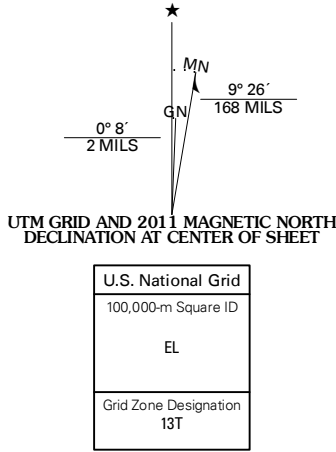 ★
MN
GN
9° 26´
168 MILS
0° 8´
2 MILS
UTM GRID AND 2011 MAGNETIC NORTH
DECLINATION AT CENTER OF SHEET
U.S. National Grid
100,000-m Square ID
EL
Grid Zone Designation
13T